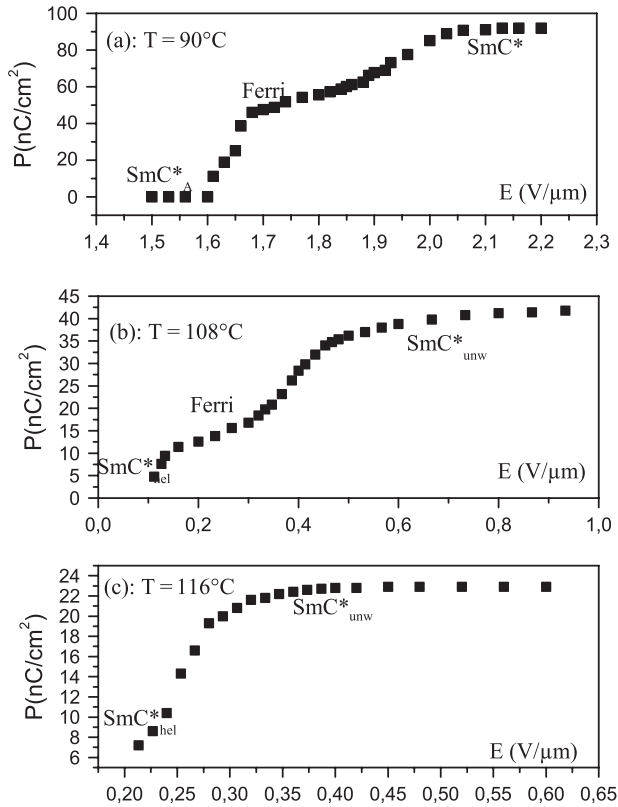 100
(a): T = 90°C
SmC*
80
Ferri
60
40
SmC*A
20
E (V/µm)
0
P(nC/cm²)
1,4 1,5 1,6 1,7 1,8 1,9 2,0 2,1 2,2 2,3
45
(b): T = 108°C
40
35
SmC*unw
30
25
Ferri
20
15
10
SmC*hel
E (V/µm)
5
0
P(nC/cm²)
0,0 0,2 0,4 0,6 0,8 1,0
24
(c): T = 116°C
22
SmC*unw
20
18
16
14
12
10
SmC*hel
8
E (V/µm)
6
P(nC/cm²)
0,20 0,25 0,30 0,35 0,40 0,45 0,50 0,55 0,60 0,65